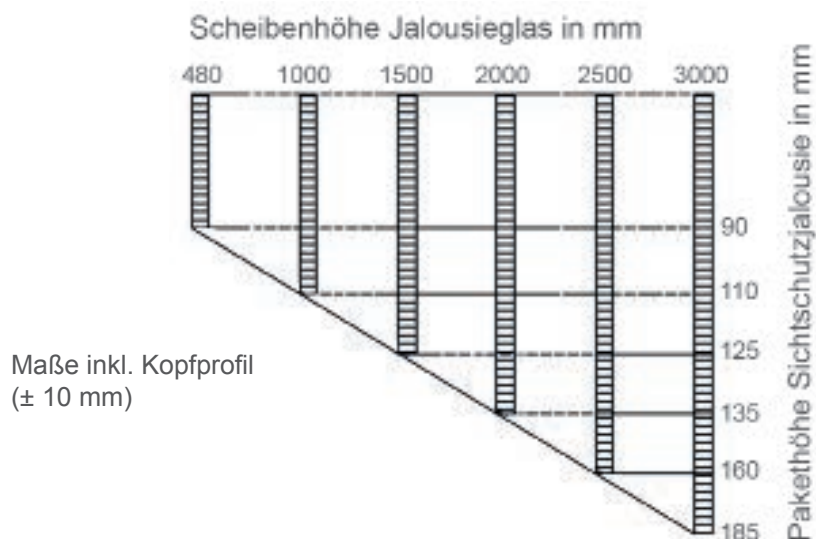 Scheibenhöhe Jalousieglas in mm
480 1000 1500 2000 2500 3000
90
110
125
135
160
185
Pakethöhe Sichtschutzjalousie in mm
Maße inkl. Kopfprofil
(± 10 mm)